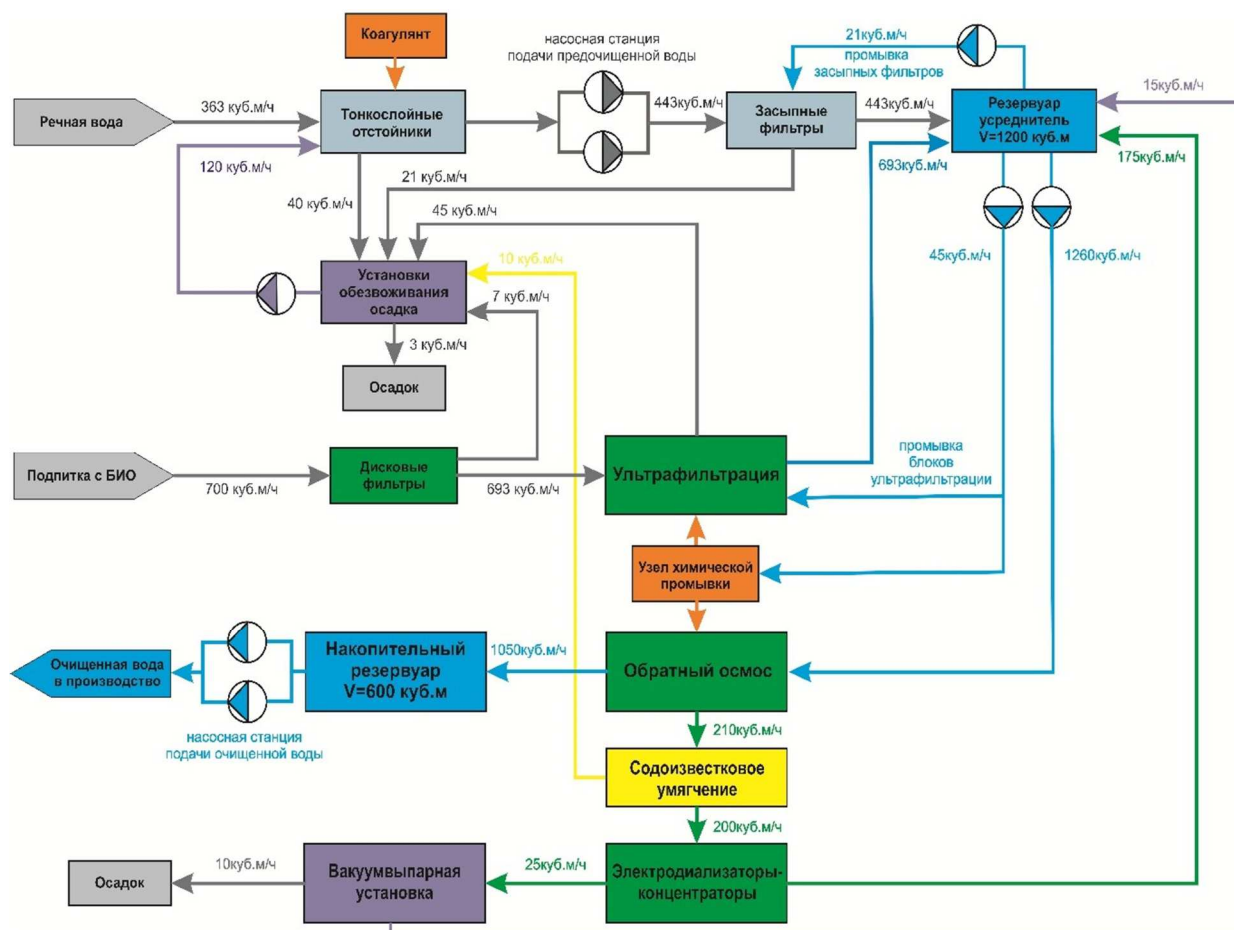 Коагулянт
насосная станция
подачи предочищенной воды
21куб.м/ч
промывка
засыпных фильтров
Речная вода
363 куб.м/ч
Тонкослойные
отстойники
443куб.м/ч
Засыпные
фильтры
443куб.м/ч
Резервуар
усреднитель
V=1200 куб.м
15куб.м/ч
120 куб.м/ч
40 куб.м/ч
21 куб.м/ч
693куб.м/ч
175куб.м/ч
45 куб.м/ч
45куб.м/ч
1260куб.м/ч
Установки
обезвоживания
осадка
10 куб.м/ч
7 куб.м/ч
3 куб.м/ч
Осадок
Подпитка с БИО
700 куб.м/ч
Дисковые
фильтры
693 куб.м/ч
Ультрафильтрация
промывка
блоков
ультрафильтрации
Узел химической
промывки
Очищенная вода
в производство
насосная станция
подачи очищенной воды
Накопительный
резервуар
V=600 куб.м
1050куб.м/ч
Обратный осмос
210куб.м/ч
Содоизвестковое
умягчение
200куб.м/ч
Осадок
10куб.м/ч
Вакуумвыпарная
установка
25куб.м/ч
Электродиализаторы-
концентраторы